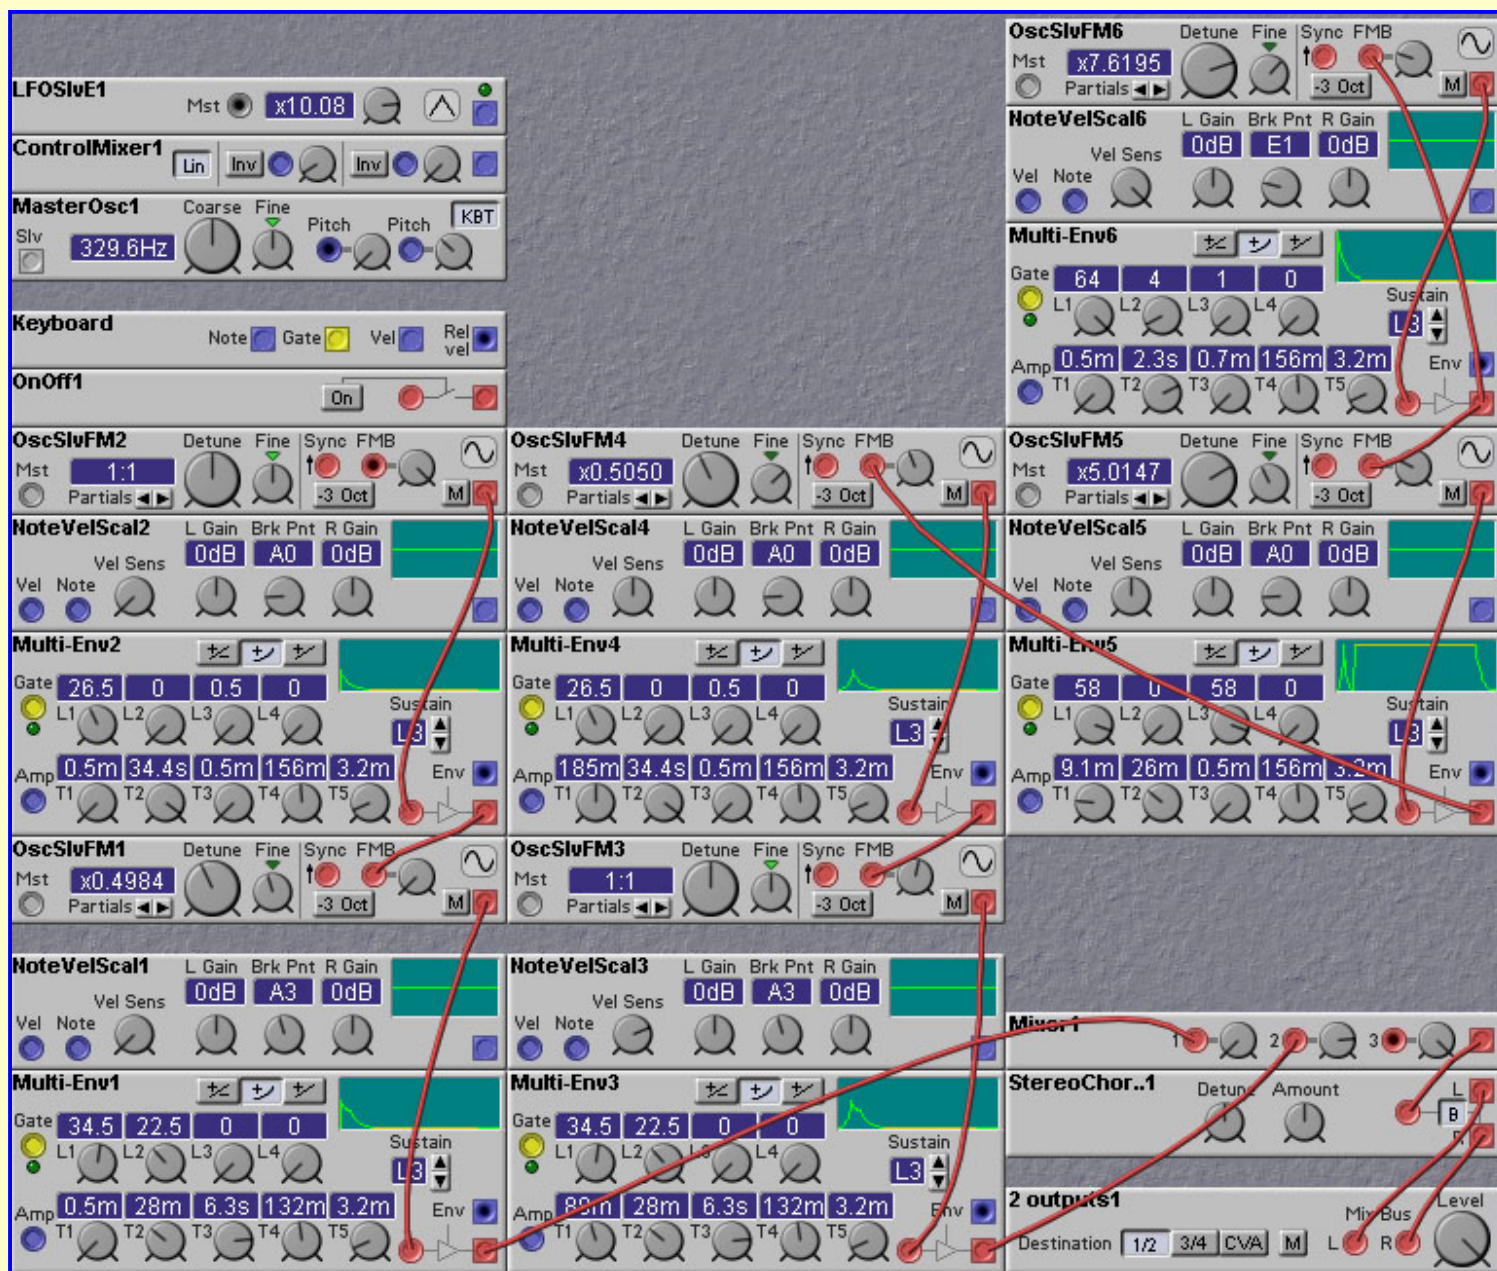 LFOSlvE1
Mst x10.08
ControlMixer1
Lin Inv Inv
MasterOsc1 Coarse Fine Pitch Pitch KBT
Slv 329.6Hz
Keyboard Note Gate Vel Rel vel
OnOff1
On
OscSlvFM6 Detune Fine Sync FMB
Mst x7.6195
Partials -3 Oct M
NoteVelScal6 L Gain Brk Pnt R Gain
0dB E1 0dB
Vel Sens
Vel Note
Multi-Env6
Gate 64 4 1 0
L1 L2 L3 L4 Sustain
L3
Amp 0.5m 2.3s 0.7m 156m 3.2m Env
T1 T2 T3 T4 T5
OscSlvFM2 Detune Fine Sync FMB
Mst 1:1
Partials -3 Oct M
NoteVelScal2 L Gain Brk Pnt R Gain
0dB A0 0dB
Vel Sens
Vel Note
Multi-Env2
Gate 26.5 0 0.5 0
L1 L2 L3 L4 Sustain
L3
Amp 0.5m 34.4s 0.5m 156m 3.2m Env
T1 T2 T3 T4 T5
OscSlvFM4 Detune Fine Sync FMB
Mst x0.5050
Partials -3 Oct M
NoteVelScal4 L Gain Brk Pnt R Gain
0dB A0 0dB
Vel Sens
Vel Note
Multi-Env4
Gate 26.5 0 0.5 0
L1 L2 L3 L4 Sustain
L3
Amp 185m 34.4s 0.5m 156m 3.2m Env
T1 T2 T3 T4 T5
OscSlvFM5 Detune Fine Sync FMB
Mst x5.0147
Partials -3 Oct M
NoteVelScal5 L Gain Brk Pnt R Gain
0dB A0 0dB
Vel Sens
Vel Note
Multi-Env5
Gate 58 0 58 0
L1 L2 L3 L4 Sustain
L3
Amp 9.1m 26m 0.5m 156m 3.2m Env
T1 T2 T3 T4 T5
OscSlvFM1 Detune Fine Sync FMB
Mst x0.4984
Partials -3 Oct M
NoteVelScal1 L Gain Brk Pnt R Gain
0dB A3 0dB
Vel Sens
Vel Note
Multi-Env1
Gate 34.5 22.5 0 0
L1 L2 L3 L4 Sustain
L3
Amp 0.5m 28m 6.3s 132m 3.2m Env
T1 T2 T3 T4 T5
OscSlvFM3 Detune Fine Sync FMB
Mst 1:1
Partials -3 Oct M
NoteVelScal3 L Gain Brk Pnt R Gain
0dB A3 0dB
Vel Sens
Vel Note
Multi-Env3
Gate 34.5 22.5 0 0
L1 L2 L3 L4 Sustain
L3
Amp 89m 28m 6.3s 132m 3.2m Env
T1 T2 T3 T4 T5
Mixer1
1 2 3
StereoChor..1 Detune Amount L
B
R
2 outputs1 Mix Bus Level
Destination 1/2 3/4 CVA M L R